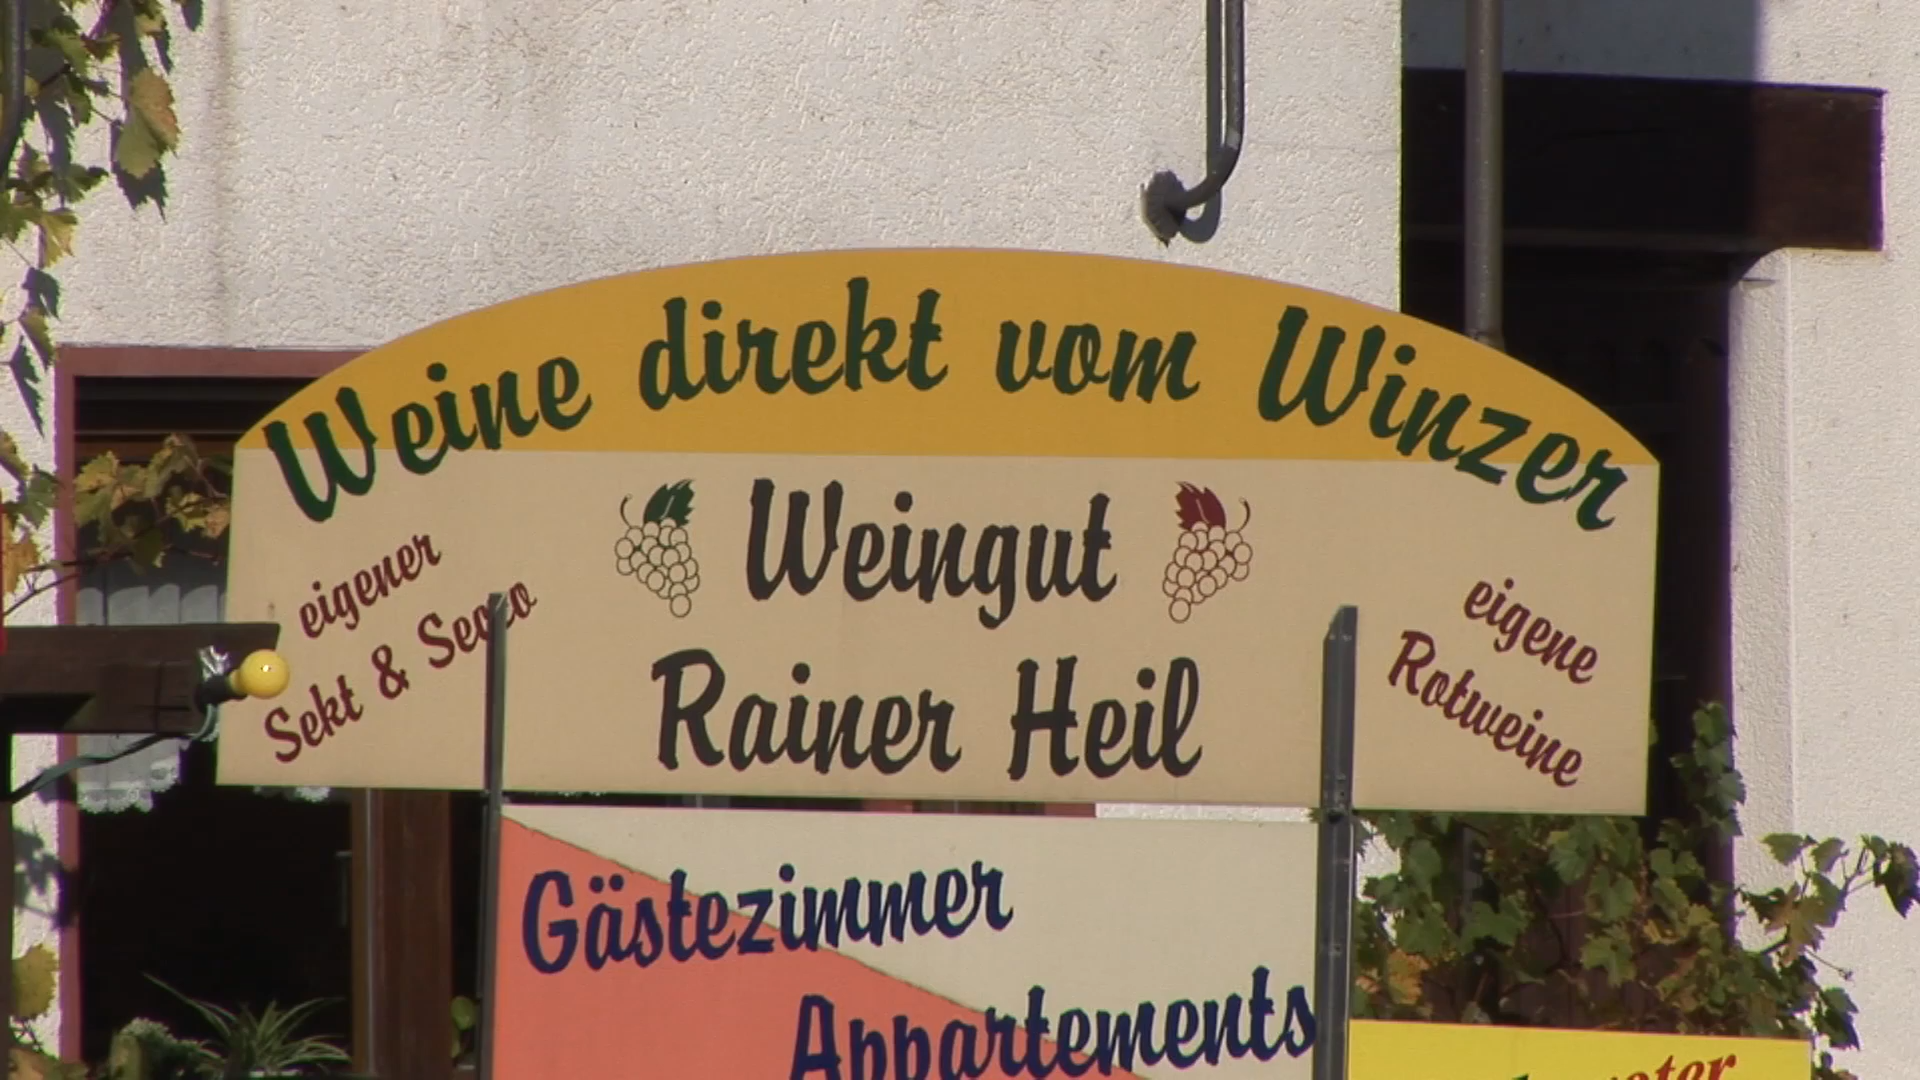 Weine direkt vom Winzer
eigener
Sekt & Secco
Weingut
Rainer Heil
eigene
Rotweine
Gästezimmer
Appartements